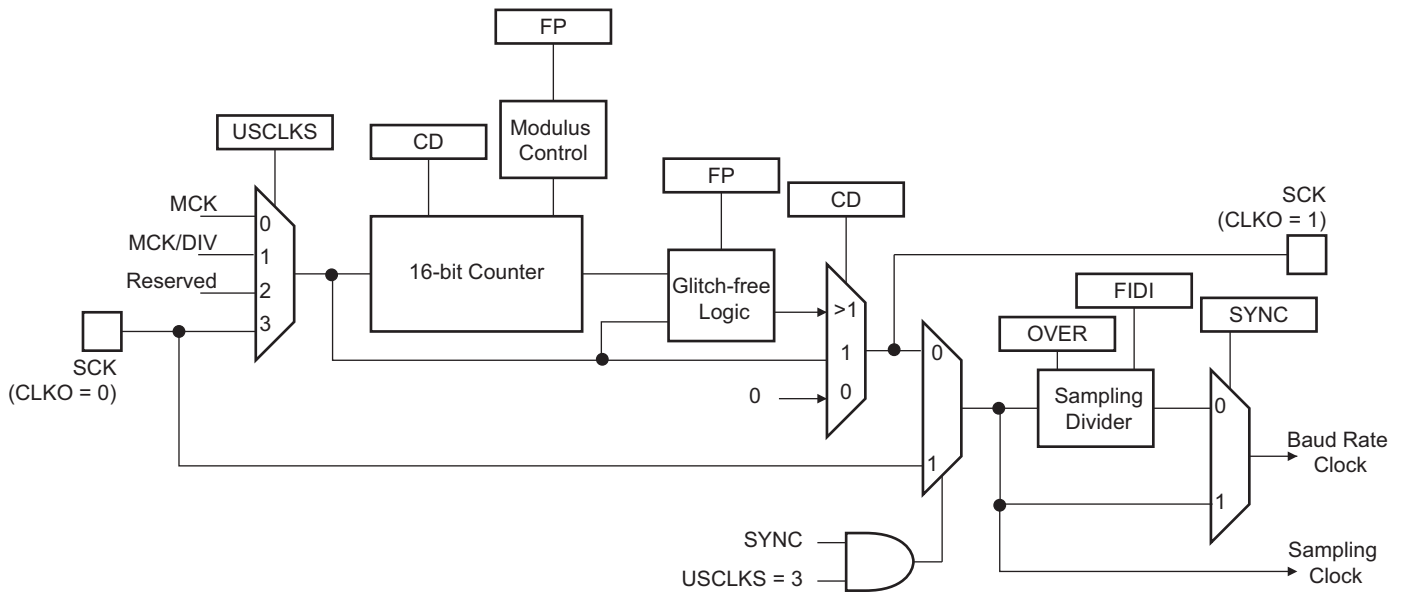 FP
USCLKS
CD
Modulus
Control
FP
CD
SCK
(CLKO = 1)
MCK
0
MCK/DIV
1
Reserved
2
3
16-bit Counter
Glitch-free
Logic
>1
1
0
0
SCK
(CLKO = 0)
0
1
FIDI
OVER
SYNC
Sampling
Divider
0
1
Baud Rate
Clock
SYNC
USCLKS = 3
Sampling
Clock